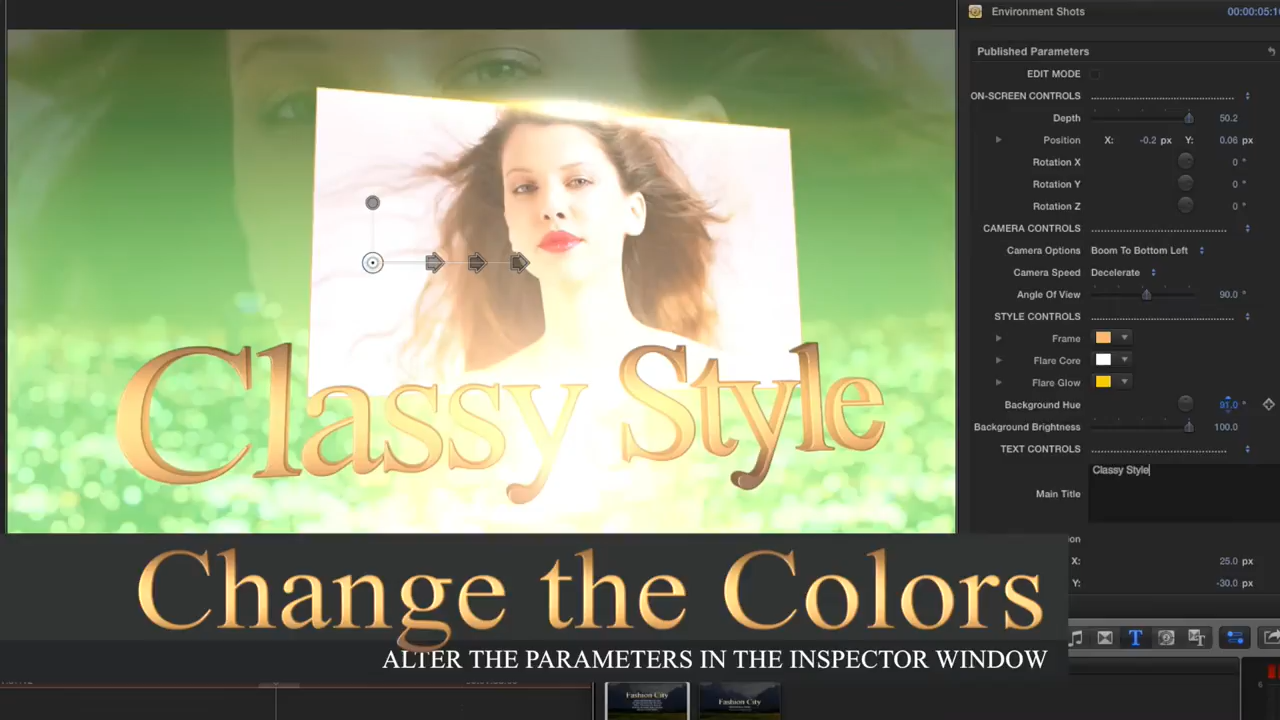 Environment Shots
00:00:05:1
Published Parameters
EDIT MODE
ON-SCREEN CONTROLS
Depth 50.2
Position X: -0.2 px Y: 0.06 px
Rotation X 0 °
Rotation Y 0 °
Rotation Z 0 °
CAMERA CONTROLS
Camera Options Boom To Bottom Left
Camera Speed Decelerate
Angle Of View 90.0 °
STYLE CONTROLS
Frame
Flare Core
Flare Glow
Background Hue 91.0 °
Background Brightness 100.0
TEXT CONTROLS
Main Title Classy Style
X: 25.0 px
Y: -30.0 px
Classy Style
Change the Colors
ALTER THE PARAMETERS IN THE INSPECTOR WINDOW
Fashion City
Fashion City
6